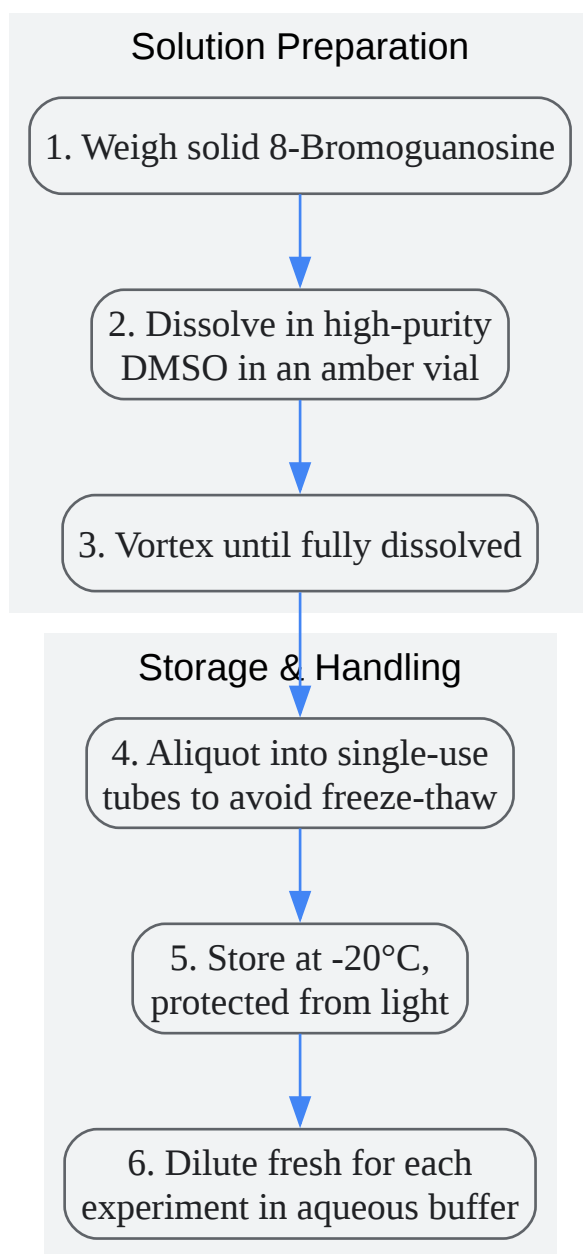 Solution Preparation
1. Weigh solid 8-Bromoguanosine
2. Dissolve in high-purity
DMSO in an amber vial
3. Vortex until fully dissolved
Storage & Handling
4. Aliquot into single-use
tubes to avoid freeze-thaw
5. Store at -20°C,
protected from light
6. Dilute fresh for each
experiment in aqueous buffer